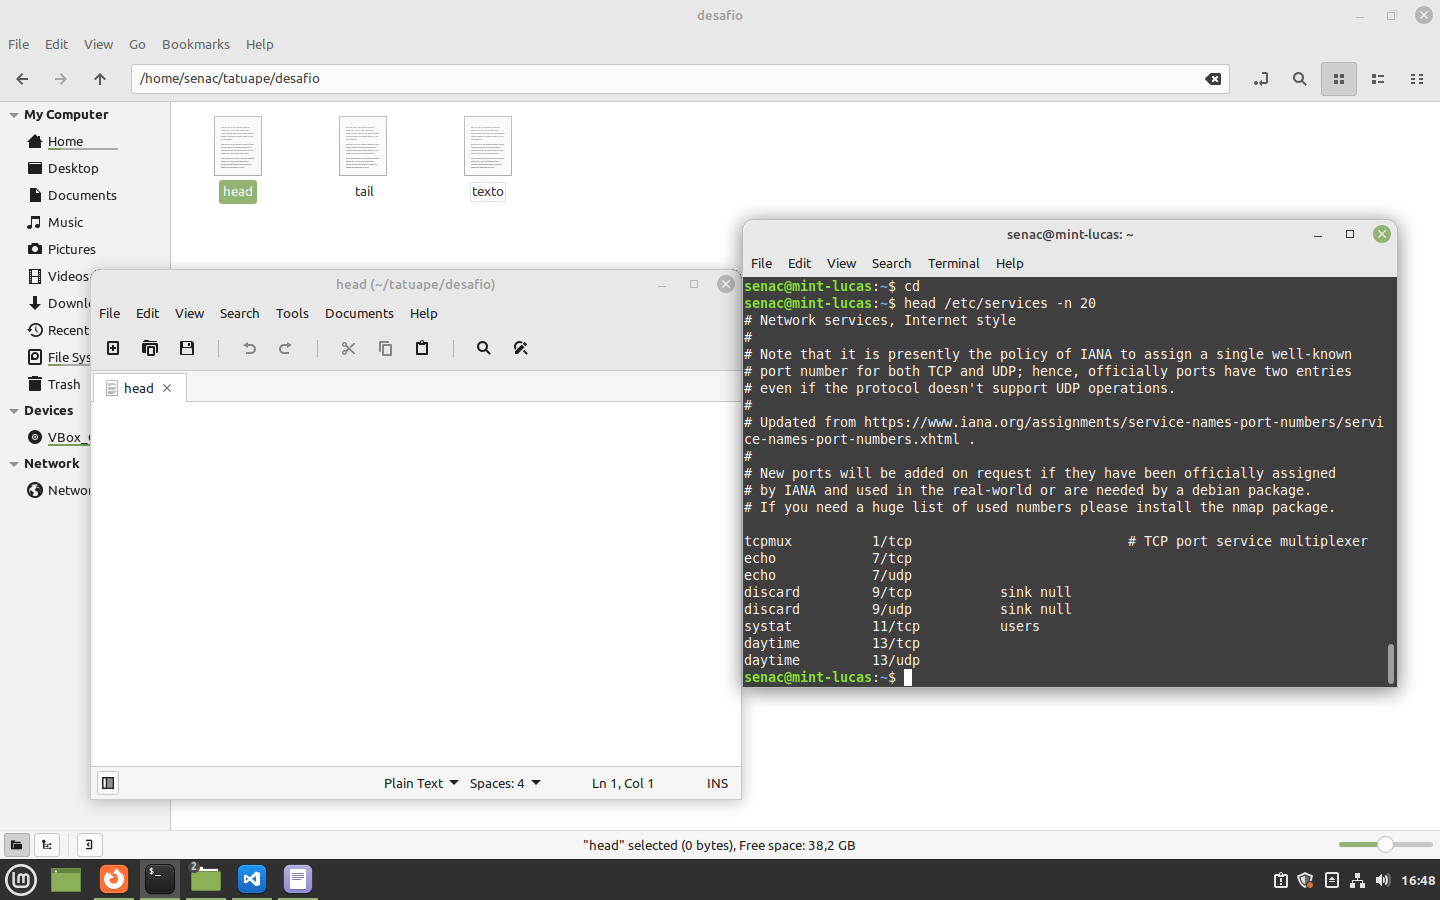 desafio
File Edit View Go Bookmarks Help
/home/senac/tatuape/desafio
My Computer
Home
Desktop
Documents
Music
Pictures
Videos
Downl
Recent
File Sys
Trash
Devices
VBox_
Network
Networ
head
tail
texto
head (~/tatuape/desafio)
File Edit View Search Tools Documents Help
head
Plain Text Spaces: 4 Ln 1, Col 1 INS
senac@mint-lucas: ~
File Edit View Search Terminal Help
senac@mint-lucas:~$ cd
senac@mint-lucas:~$ head /etc/services -n 20
# Network services, Internet style
#
# Note that it is presently the policy of IANA to assign a single well-known
# port number for both TCP and UDP; hence, officially ports have two entries
# even if the protocol doesn't support UDP operations.
#
# Updated from https://www.iana.org/assignments/service-names-port-numbers/servi
ce-names-port-numbers.xhtml .
#
# New ports will be added on request if they have been officially assigned
# by IANA and used in the real-world or are needed by a debian package.
# If you need a huge list of used numbers please install the nmap package.
tcpmux 1/tcp # TCP port service multiplexer
echo 7/tcp
echo 7/udp
discard 9/tcp sink null
discard 9/udp sink null
systat 11/tcp users
daytime 13/tcp
daytime 13/udp
senac@mint-lucas:~$
"head" selected (0 bytes), Free space: 38,2 GB
2
16:48